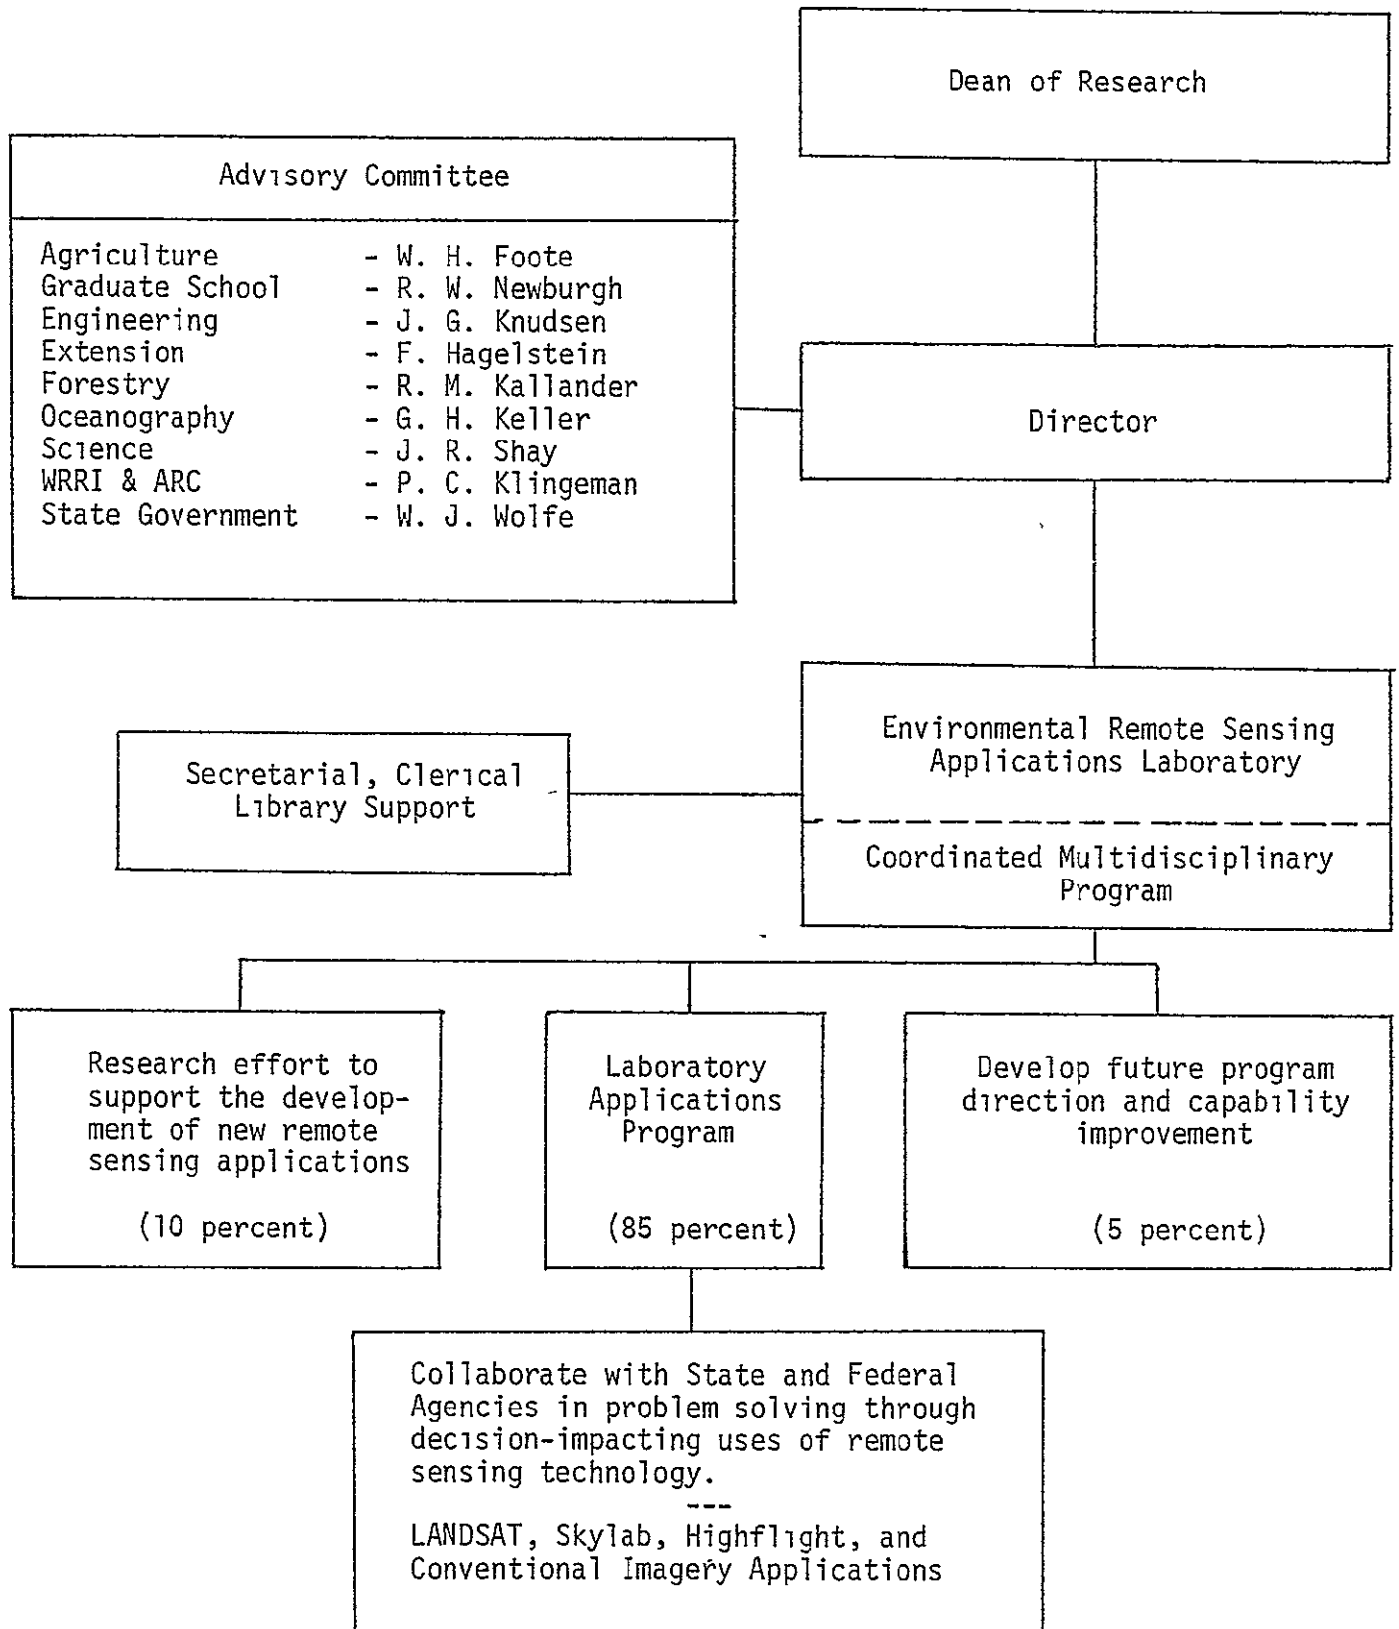 Dean of Research
Advisory Committee
Agriculture - W. H. Foote
Graduate School - R. W. Newburgh
Engineering - J. G. Knudsen
Extension - F. Hagelstein
Forestry - R. M. Kallander
Oceanography - G. H. Keller
Science - J. R. Shay
WRRI & ARC - P. C. Klingeman
State Government - W. J. Wolfe
Director
Environmental Remote Sensing
Applications Laboratory
Coordinated Multidisciplinary
Program
Secretarial, Clerical
Library Support
Research effort to
support the develop-
ment of new remote
sensing applications
(10 percent)
Laboratory
Applications
Program
(85 percent)
Develop future program
direction and capability
improvement
(5 percent)
Collaborate with State and Federal
Agencies in problem solving through
decision-impacting uses of remote
sensing technology.
---
LANDSAT, Skylab, Highflight, and
Conventional Imagery Applications